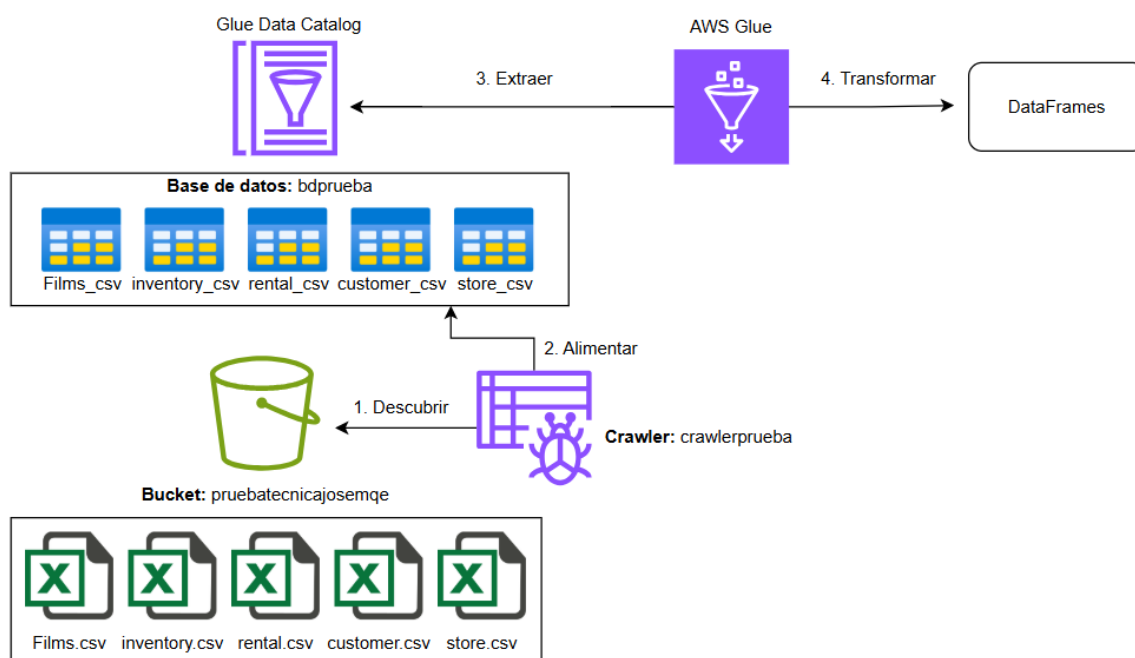 Glue Data Catalog
AWS Glue
3. Extraer
4. Transformar
DataFrames
Base de datos: bdprueba
Films_csv inventory_csv rental_csv customer_csv store_csv
2. Alimentar
1. Descubrir
Crawler: crawlerprueba
Bucket: pruebatecnicajosemqe
X X X X X
Films.csv inventory.csv rental.csv customer.csv store.csv